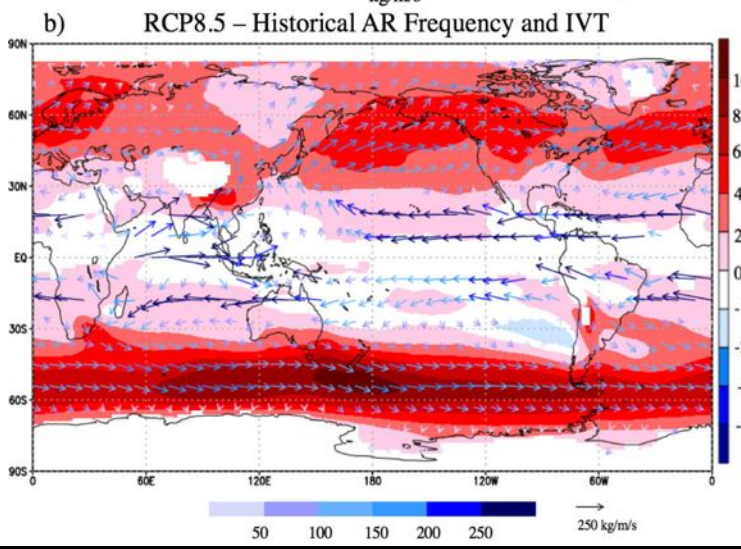 kg/m/s
b) RCP8.5 – Historical AR Frequency and IVT
90N
60N
30N
EQ
30S
60S
90S
0 60E 120E 180 120W 60W 0
8
6
4
2
0
50 100 150 200 250
250 kg/m/s